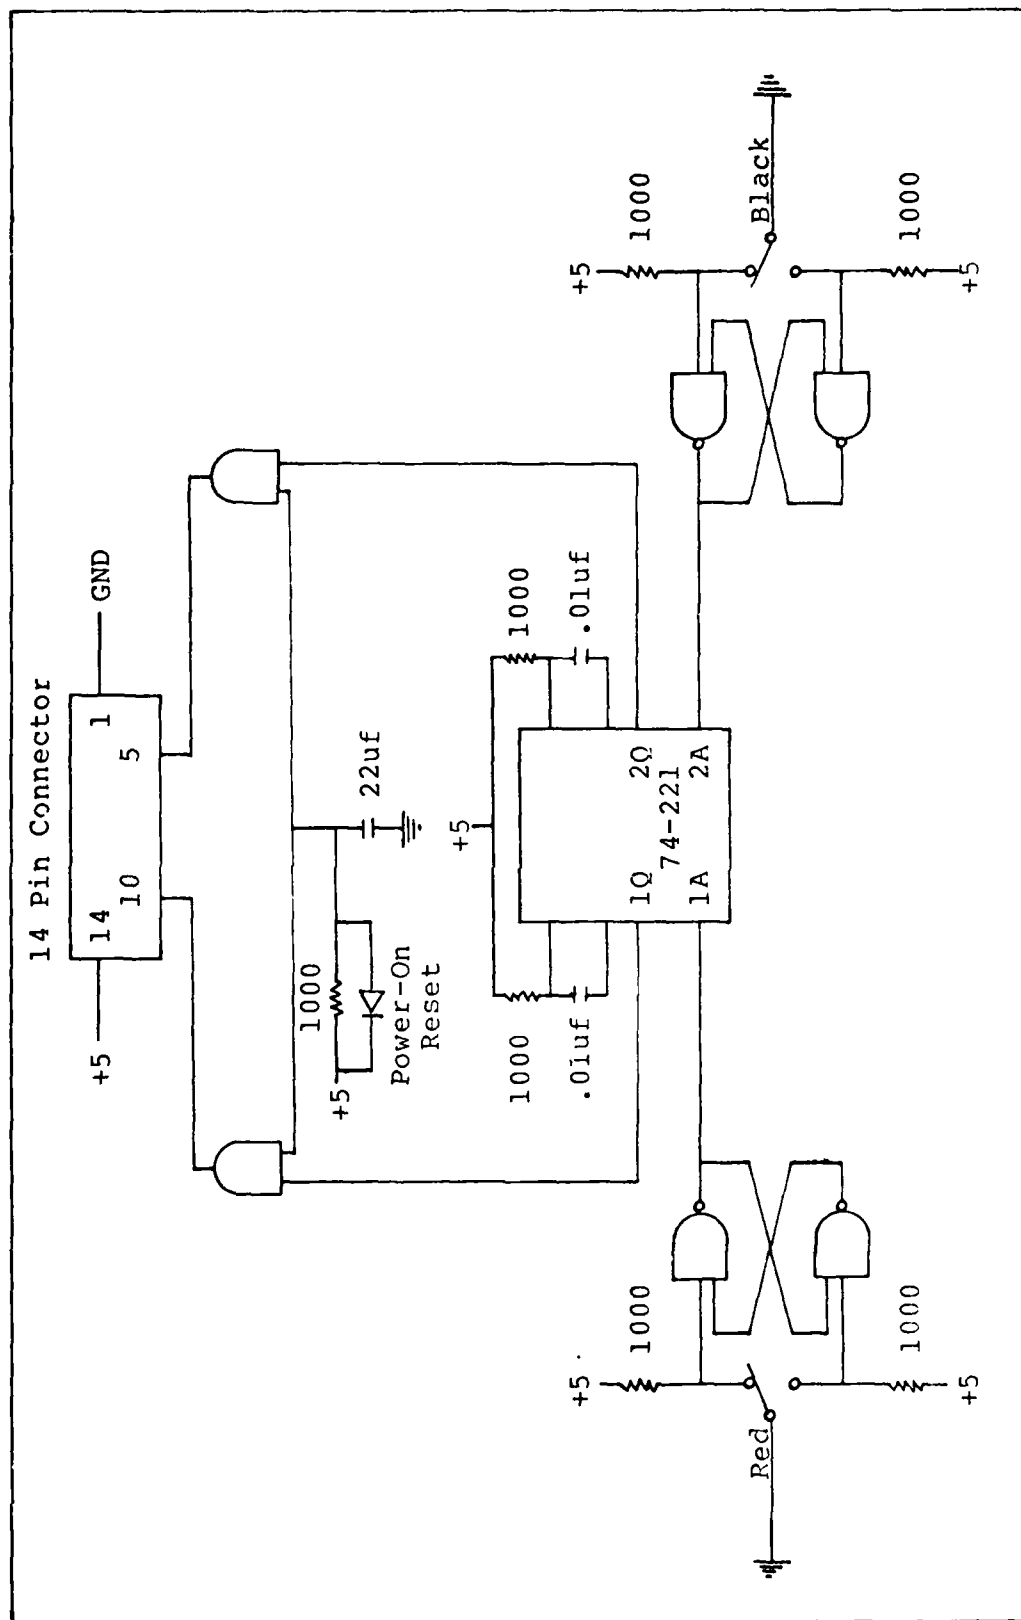 14 Pin Connector
+5
14
1
GND
10
5
1000
+5
Power-On
Reset
22uf
+5
1000
.01uf
1000
.01uf
1Q
2Q
74-221
1A
2A
+5
1000
Red
1000
+5
+5
1000
Black
1000
+5